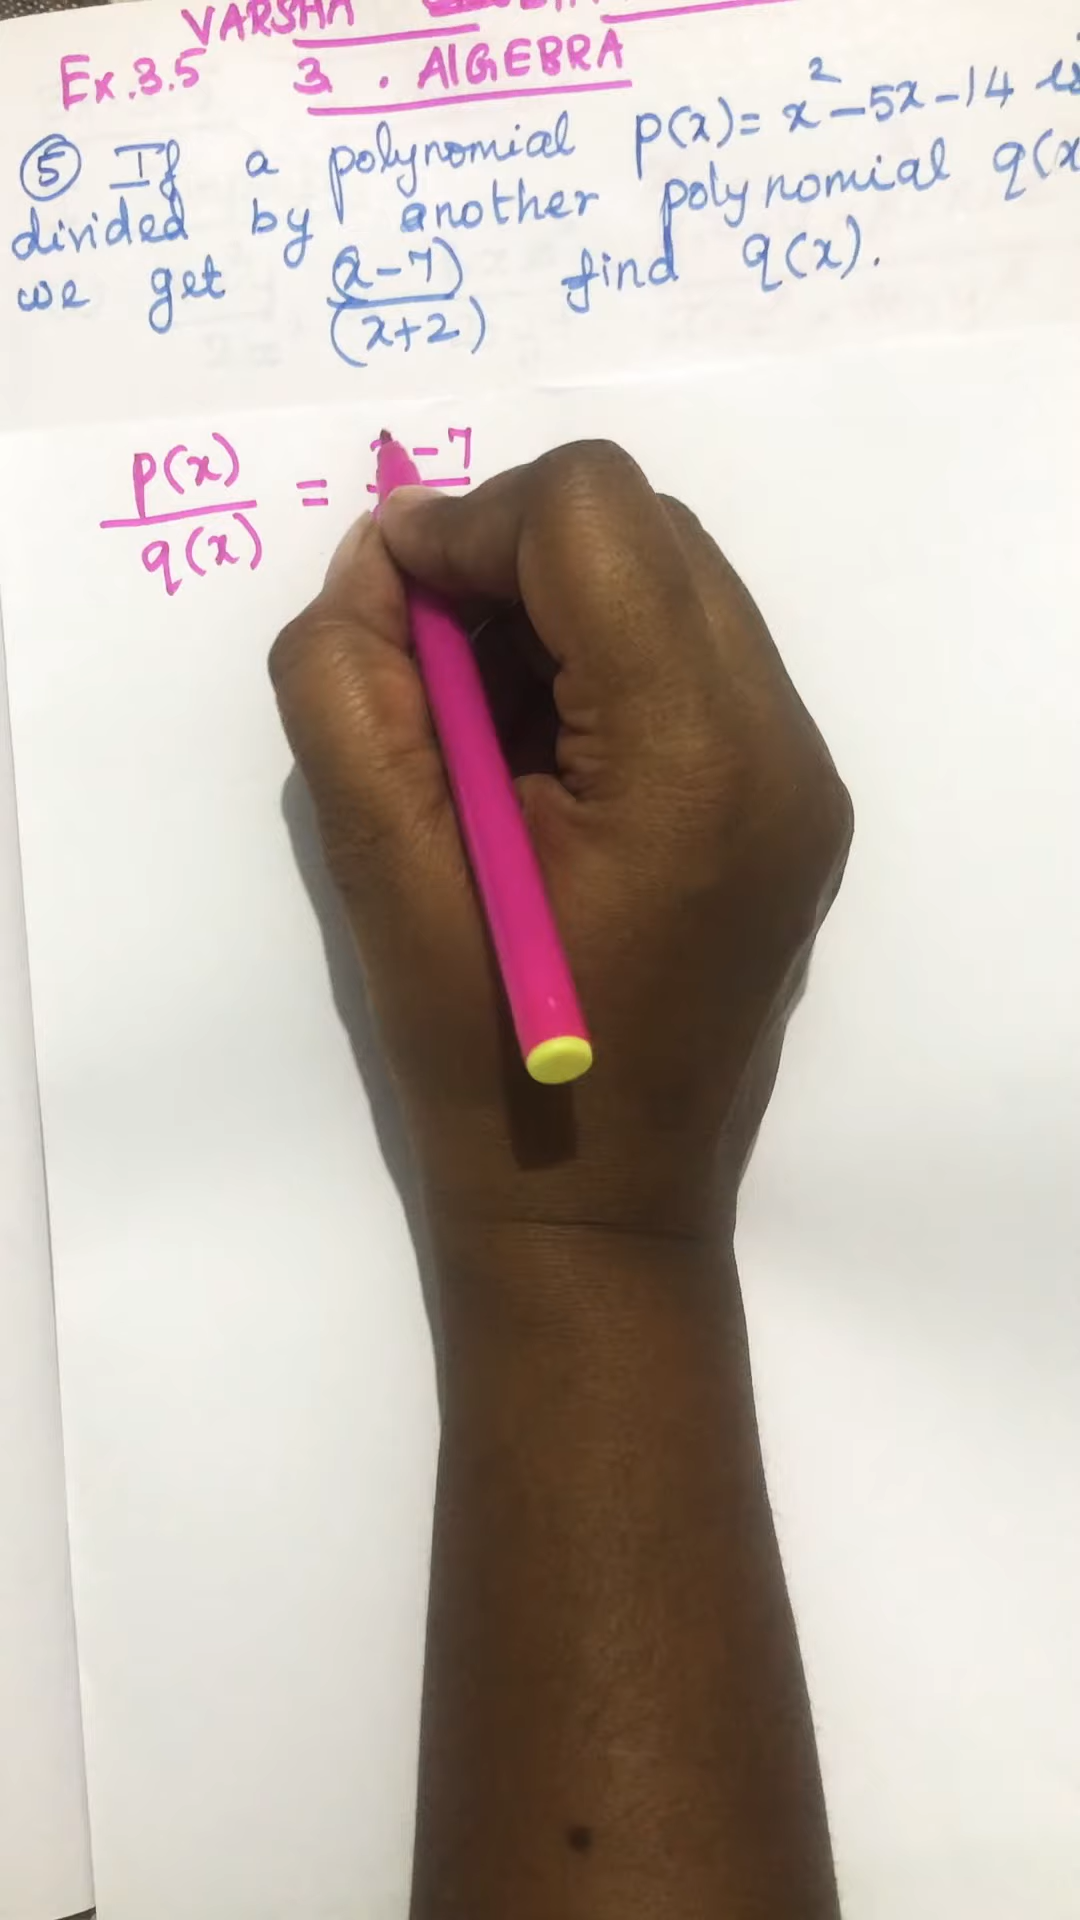 VARSHA
Ex.3.5 3. AlGEBRA
⑤ If a polynomial p(x)= x²-5x-14 is
divided by another polynomial q(x
we get (x-7)/(x+2) find q(x).
p(x)/q(x) = -7